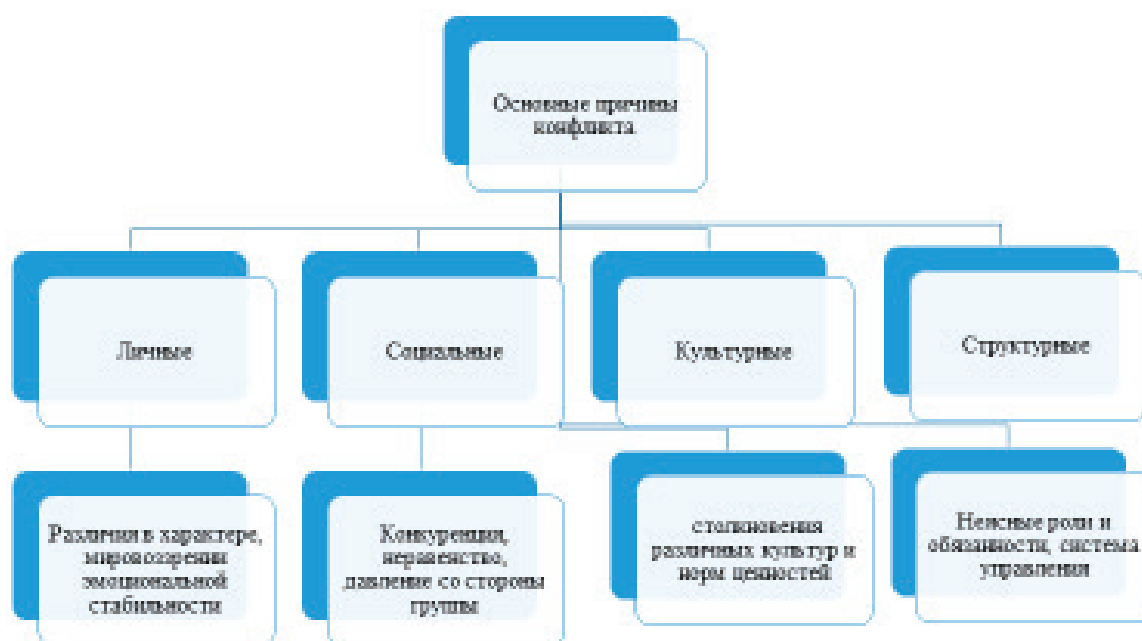 Основные причины
конфликта
Личные
Социальные
Культурные
Структурные
Различия в характере,
мировоззрении
эмоциональной
стабильности
Конкуренция,
неравенство,
давление со стороны
группы
столкновения
различных культур и
норм ценностей
Неясные роли и
обязанности, система
управления